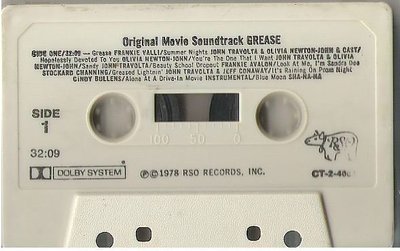 Original Movie Soundtrack GREASE
SIDE ONE/32:09 — Grease FRANKIE VALLI/Summer Nights JOHN TRAVOLTA & OLIVIA NEWTON-JOHN & CAST/
Hopelessly Devoted To You OLIVIA NEWTON-JOHN/You're The One That I Want JOHN TRAVOLTA & OLIVIA
NEWTON-JOHN/Sandy JOHN TRAVOLTA/Beauty School Dropout FRANKIE AVALON/Look At Me, I'm Sandra Dee
STOCKARD CHANNING/Greased Lightnin' JOHN TRAVOLTA & JEFF CONAWAY/It's Raining On Prom Night
CINDY BULLENS/Alone At A Drive-In Movie INSTRUMENTAL/Blue Moon SHA-NA-NA
SIDE
1
100 50
RSO
32:09
DOLBY SYSTEM
℗©1978 RSO RECORDS, INC.
CT-2-400